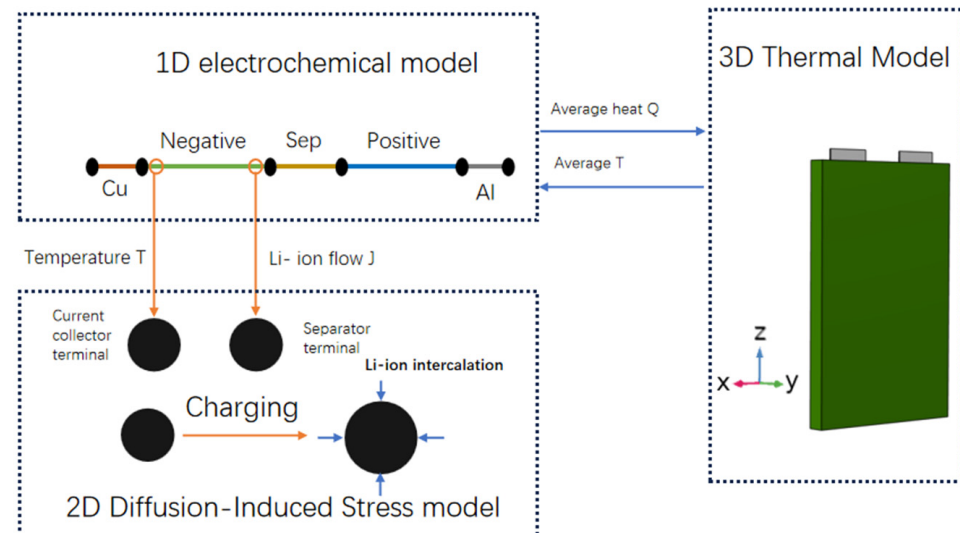 1D electrochemical model
Negative
Sep
Positive
Cu
Al
Average heat Q
Average T
3D Thermal Model
z
x
y
Temperature T
Li- ion flow J
Current
collector
terminal
Separator
terminal
Li-ion intercalation
Charging
2D Diffusion-Induced Stress model